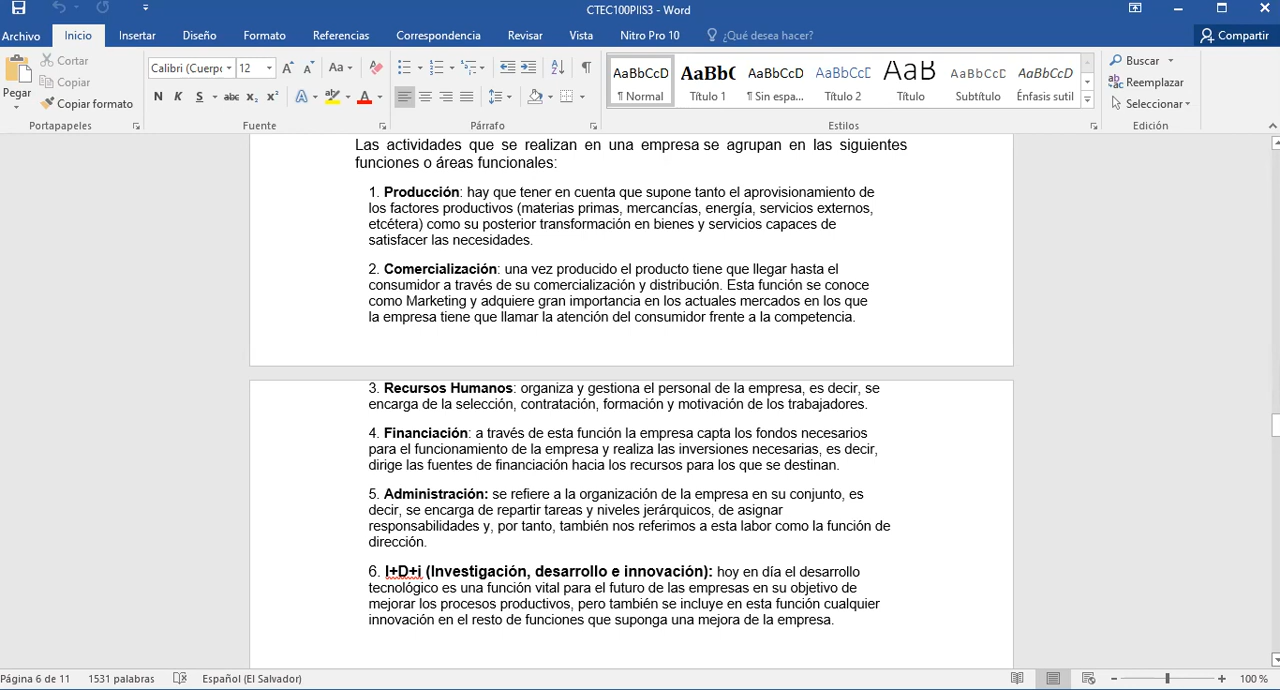 CTEC100PIIS3 - Word
Archivo Inicio Insertar Diseño Formato Referencias Correspondencia Revisar Vista Nitro Pro 10 ¿Qué desea hacer? Compartir
Pegar
Cortar
Copiar
Copiar formato
Portapapeles
Calibri (Cuerpo 12
Aa
N K S abc x₂ x²
Fuente
Párrafo
AaBbCcD AaBbC AaBbCcD AaBbCcD AaB AaBbCcD AaBbCcD
¶ Normal Título 1 ¶ Sin espa... Título 2 Título Subtítulo Énfasis sutil
Estilos
Buscar
Reemplazar
Seleccionar
Edición
Las actividades que se realizan en una empresa se agrupan en las siguientes
funciones o áreas funcionales:
1. Producción: hay que tener en cuenta que supone tanto el aprovisionamiento de
los factores productivos (materias primas, mercancías, energía, servicios externos,
etcétera) como su posterior transformación en bienes y servicios capaces de
satisfacer las necesidades.
2. Comercialización: una vez producido el producto tiene que llegar hasta el
consumidor a través de su comercialización y distribución. Esta función se conoce
como Marketing y adquiere gran importancia en los actuales mercados en los que
la empresa tiene que llamar la atención del consumidor frente a la competencia.
3. Recursos Humanos: organiza y gestiona el personal de la empresa, es decir, se
encarga de la selección, contratación, formación y motivación de los trabajadores.
4. Financiación: a través de esta función la empresa capta los fondos necesarios
para el funcionamiento de la empresa y realiza las inversiones necesarias, es decir,
dirige las fuentes de financiación hacia los recursos para los que se destinan.
5. Administración: se refiere a la organización de la empresa en su conjunto, es
decir, se encarga de repartir tareas y niveles jerárquicos, de asignar
responsabilidades y, por tanto, también nos referimos a esta labor como la función de
dirección.
6. I+D+i (Investigación, desarrollo e innovación): hoy en día el desarrollo
tecnológico es una función vital para el futuro de las empresas en su objetivo de
mejorar los procesos productivos, pero también se incluye en esta función cualquier
innovación en el resto de funciones que suponga una mejora de la empresa.
Página 6 de 11 1531 palabras Español (El Salvador) 100 %